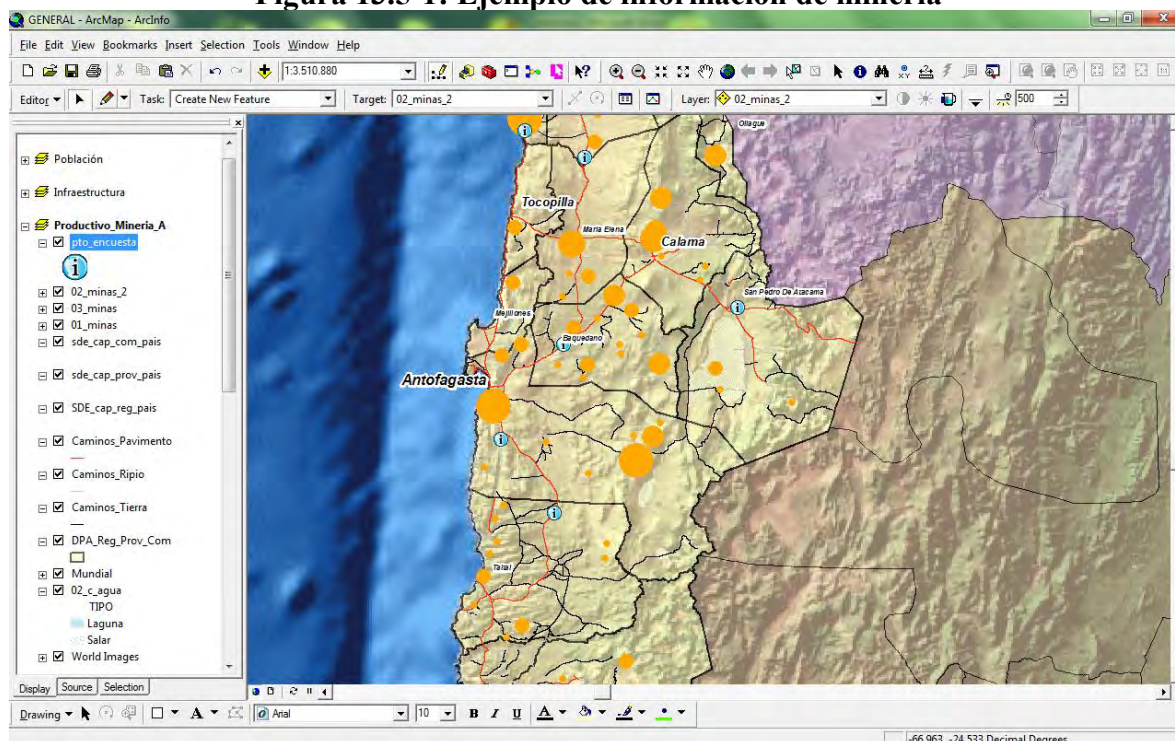 Figura 13.3-1: Ejemplo de información de minería
GENERAL - ArcMap - ArcInfo
File Edit View Bookmarks Insert Selection Tools Window Help
1:3.510.880
Editor Task: Create New Feature Target: 02_minas_2 Layer: 02_minas_2 500
Población
Infraestructura
Productivo_Mineria_A
pto_encuesta
02_minas_2
03_minas
01_minas
sde_cap_com_pais
sde_cap_prov_pais
SDE_cap_reg_pais
Caminos_Pavimento
Caminos_Ripio
Caminos_Tierra
DPA_Reg_Prov_Com
Mundial
02_c_agua
TIPO
Laguna
Salar
World Images
Display Source Selection
Ollague
Tocopilla
Maria Elena
Calama
San Pedro De Atacama
Mejillones
Baquedano
Antofagasta
Taltal
Drawing A Arial 10 B I U A
-66,963 -24,533 Decimal Degrees